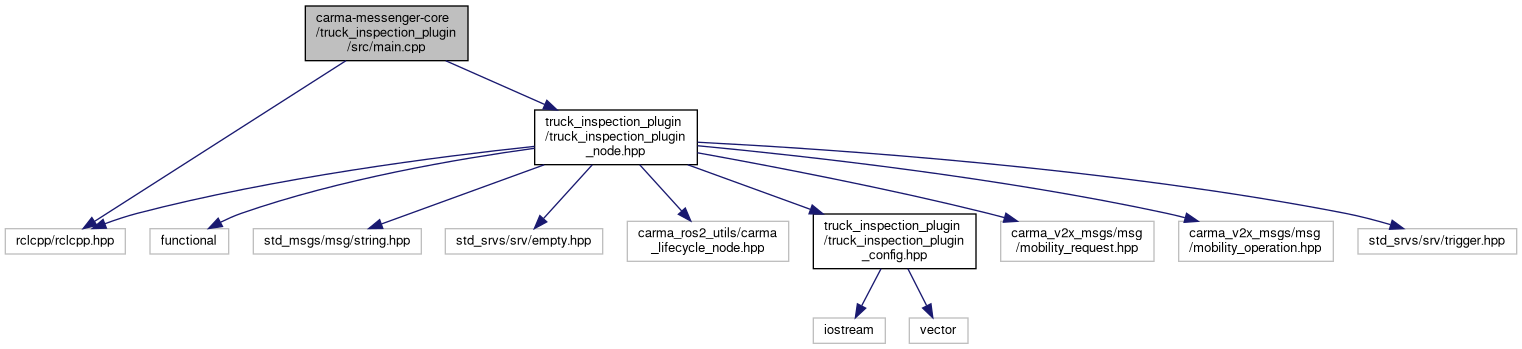 carma-messenger-core
/truck_inspection_plugin
/src/main.cpp
truck_inspection_plugin
/truck_inspection_plugin
_node.hpp
rclcpp/rclcpp.hpp
functional
std_msgs/msg/string.hpp
std_srvs/srv/empty.hpp
carma_ros2_utils/carma
_lifecycle_node.hpp
truck_inspection_plugin
/truck_inspection_plugin
_config.hpp
carma_v2x_msgs/msg
/mobility_request.hpp
carma_v2x_msgs/msg
/mobility_operation.hpp
std_srvs/srv/trigger.hpp
iostream
vector